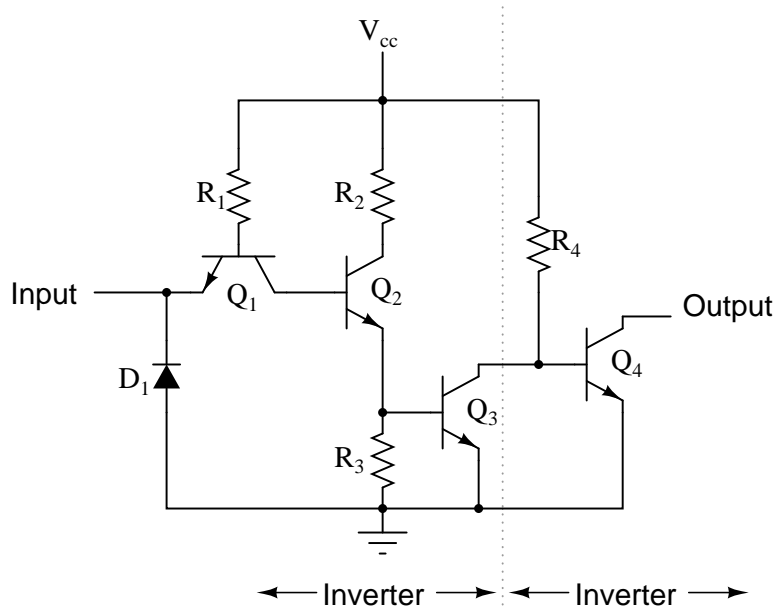 Vcc
R1
R2
R4
Input
Q1
Q2
Output
D1
Q3
Q4
R3
Inverter
Inverter